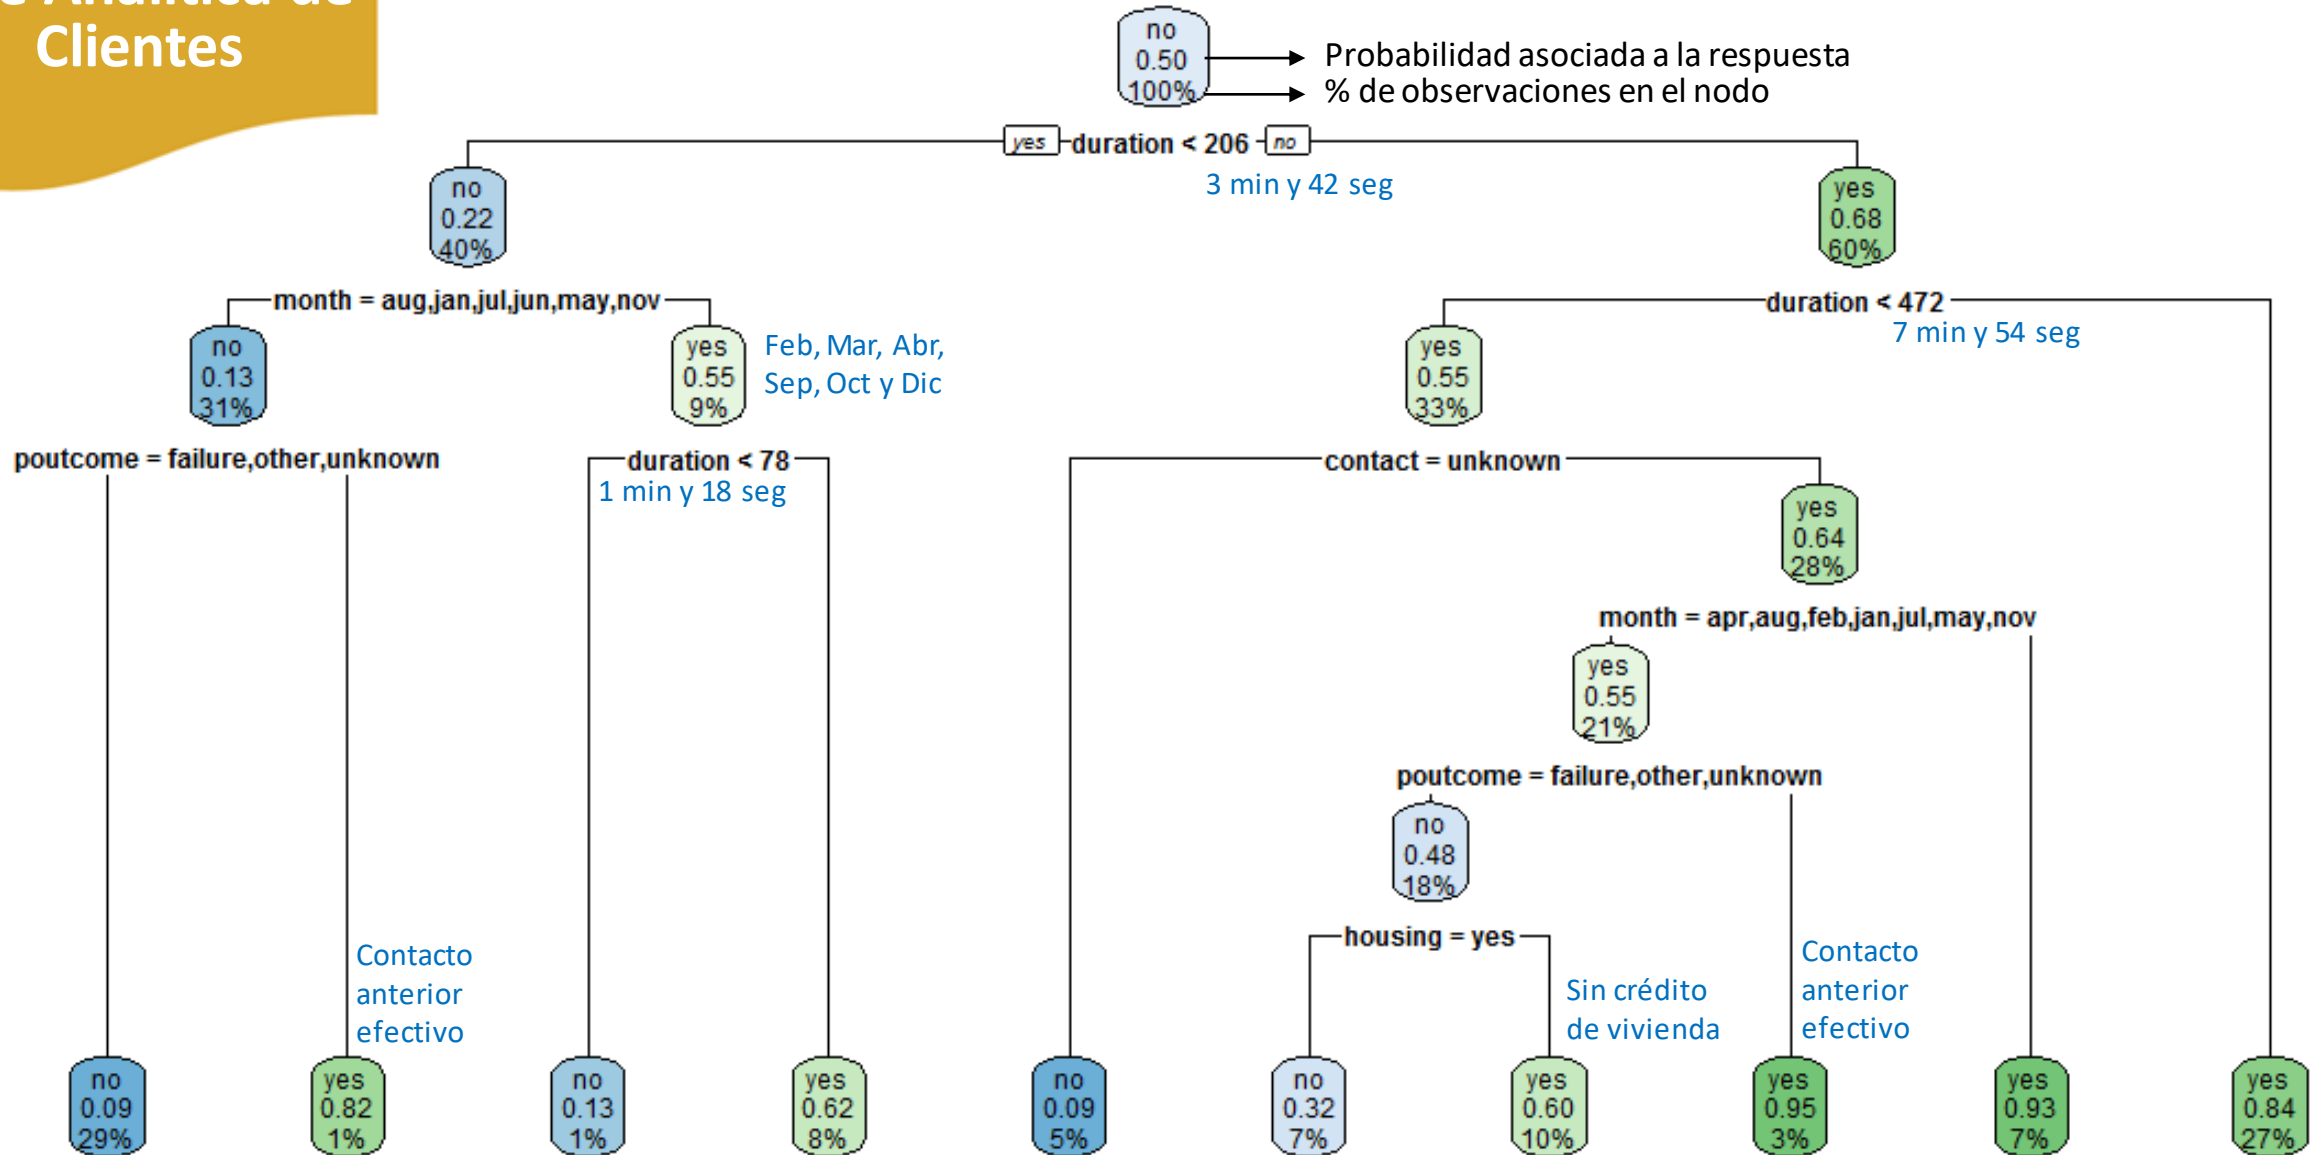 Analítica de
Clientes
no
0.50
100%
Probabilidad asociada a la respuesta
% de observaciones en el nodo
yes duration < 206 no
3 min y 42 seg
no
0.22
40%
yes
0.68
60%
month = aug,jan,jul,jun,may,nov
duration < 472
7 min y 54 seg
no
0.13
31%
yes
0.55
9%
Feb, Mar, Abr,
Sep, Oct y Dic
yes
0.55
33%
poutcome = failure,other,unknown
duration < 78
1 min y 18 seg
contact = unknown
yes
0.64
28%
month = apr,aug,feb,jan,jul,may,nov
yes
0.55
21%
poutcome = failure,other,unknown
no
0.48
18%
housing = yes
Contacto
anterior
efectivo
Sin crédito
de vivienda
Contacto
anterior
efectivo
no
0.09
29%
yes
0.82
1%
no
0.13
1%
yes
0.62
8%
no
0.09
5%
no
0.32
7%
yes
0.60
10%
yes
0.95
3%
yes
0.93
7%
yes
0.84
27%